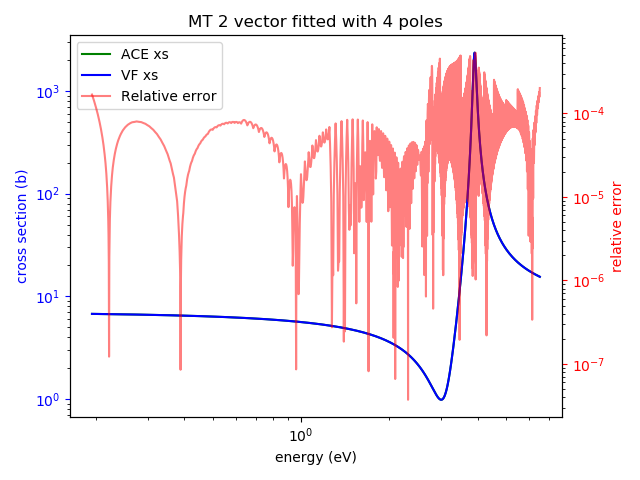 MT 2 vector fitted with 4 poles
ACE xs
VF xs
Relative error
cross section (b)
10³
10²
10¹
10⁰
10⁻⁴
10⁻⁵
10⁻⁶
10⁻⁷
relative error
10⁰
energy (eV)